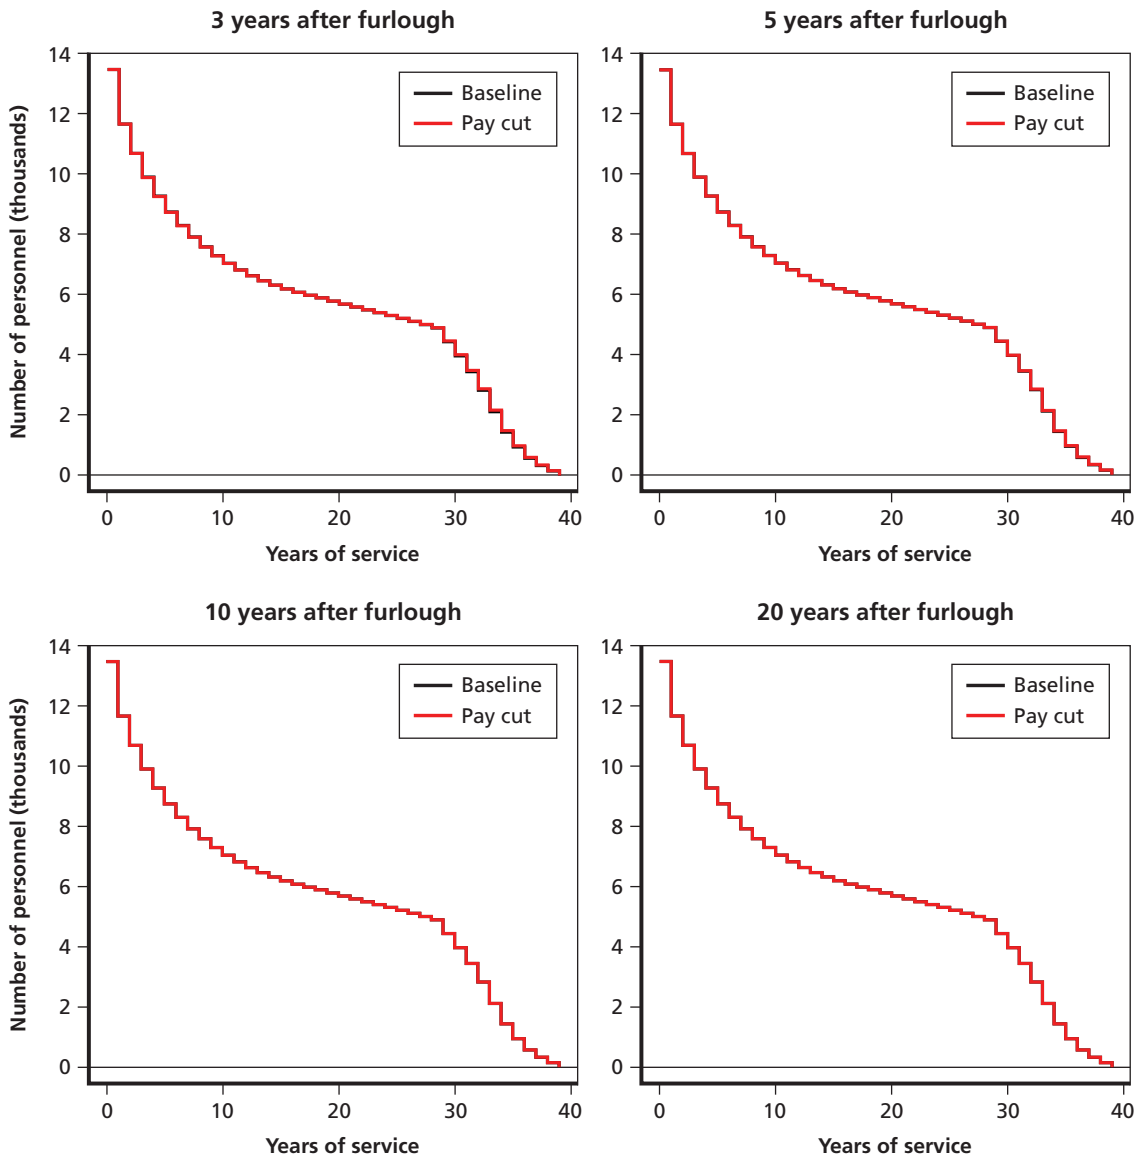 3 years after furlough
Number of personnel (thousands)
14
12
10
8
6
4
2
0
Baseline
Pay cut
0 10 20 30 40
Years of service
5 years after furlough
14
12
10
8
6
4
2
0
Baseline
Pay cut
0 10 20 30 40
Years of service
10 years after furlough
Number of personnel (thousands)
14
12
10
8
6
4
2
0
Baseline
Pay cut
0 10 20 30 40
Years of service
20 years after furlough
14
12
10
8
6
4
2
0
Baseline
Pay cut
0 10 20 30 40
Years of service